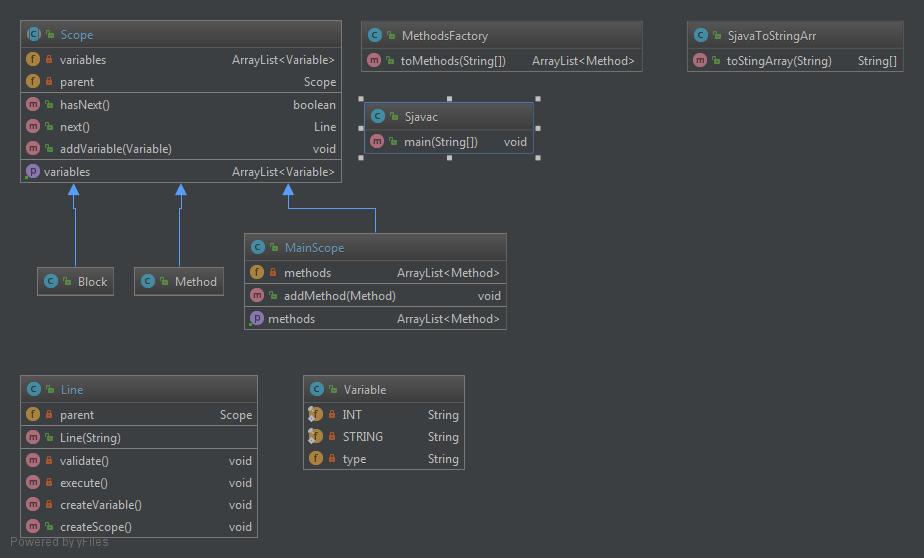 Scope
variables ArrayList<Variable>
parent Scope
hasNext() boolean
next() Line
addVariable(Variable) void
variables ArrayList<Variable>
MethodsFactory
toMethods(String[]) ArrayList<Method>
SjavaToStringArr
toStingArray(String) String[]
Sjavac
main(String[]) void
Block
Method
MainScope
methods ArrayList<Method>
addMethod(Method) void
methods ArrayList<Method>
Line
parent Scope
Line(String)
validate() void
execute() void
createVariable() void
createScope() void
Variable
INT String
STRING String
type String
Powered by yFiles